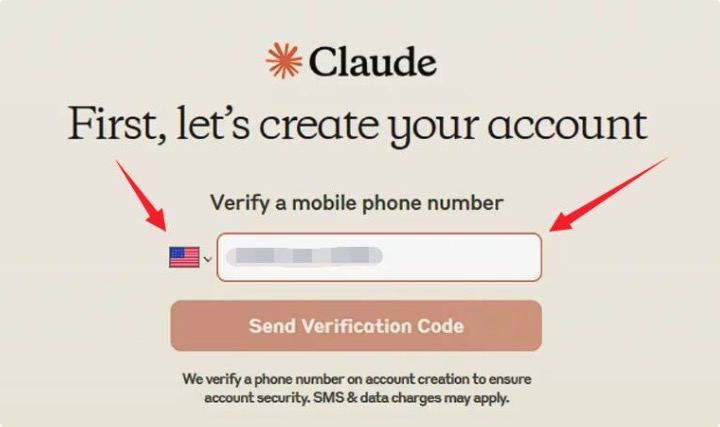 Claude
First, let's create your account
Verify a mobile phone number
Send Verification Code
We verify a phone number on account creation to ensure
account security. SMS & data charges may apply.